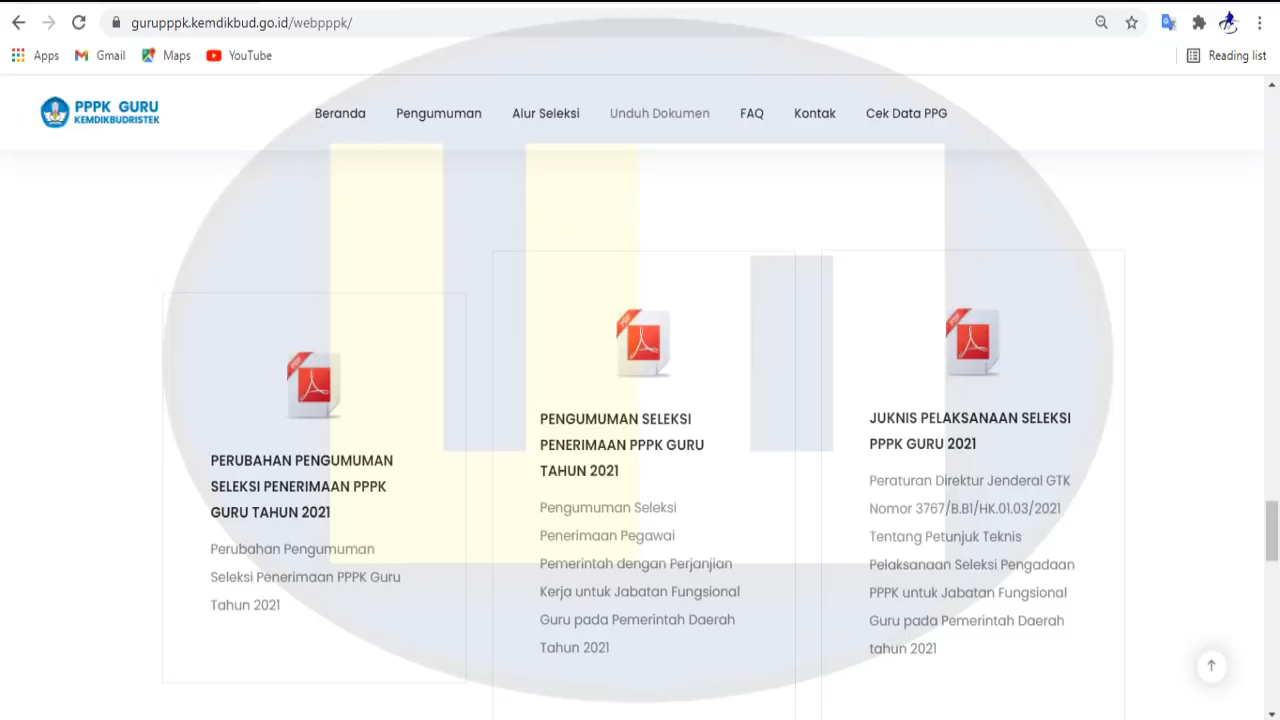 gurupppk.kemdikbud.go.id/webpppk/
Apps Gmail Maps YouTube Reading list
PPPK GURU
KEMDIKBUDRISTEK
Beranda Pengumuman Alur Seleksi Unduh Dokumen FAQ Kontak Cek Data PPG
PDF
PERUBAHAN PENGUMUMAN
SELEKSI PENERIMAAN PPPK
GURU TAHUN 2021
Perubahan Pengumuman
Seleksi Penerimaan PPPK Guru
Tahun 2021
PDF
PENGUMUMAN SELEKSI
PENERIMAAN PPPK GURU
TAHUN 2021
Pengumuman Seleksi
Penerimaan Pegawai
Pemerintah dengan Perjanjian
Kerja untuk Jabatan Fungsional
Guru pada Pemerintah Daerah
Tahun 2021
PDF
JUKNIS PELAKSANAAN SELEKSI
PPPK GURU 2021
Peraturan Direktur Jenderal GTK
Nomor 3767/B.B1/HK.01.03/2021
Tentang Petunjuk Teknis
Pelaksanaan Seleksi Pengadaan
PPPK untuk Jabatan Fungsional
Guru pada Pemerintah Daerah
tahun 2021